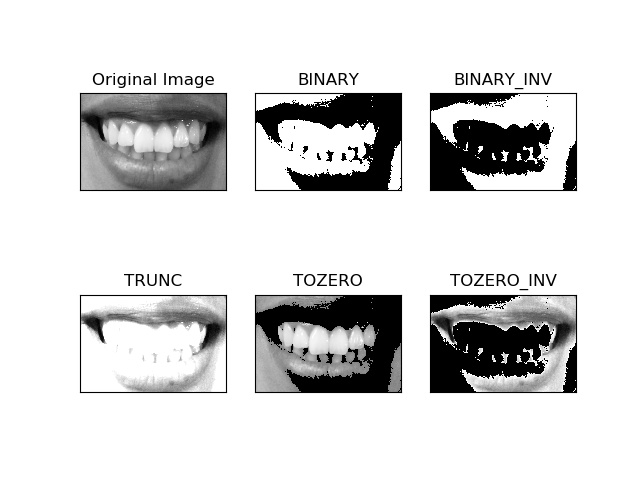 Original Image
BINARY
BINARY_INV
TRUNC
TOZERO
TOZERO_INV